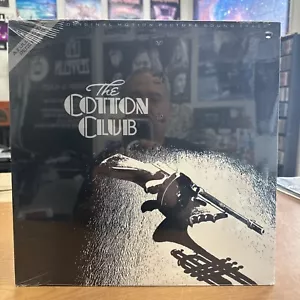 ORIGINAL MOTION PICTURE SOUNDTRACK
The
COTTON
CLUB